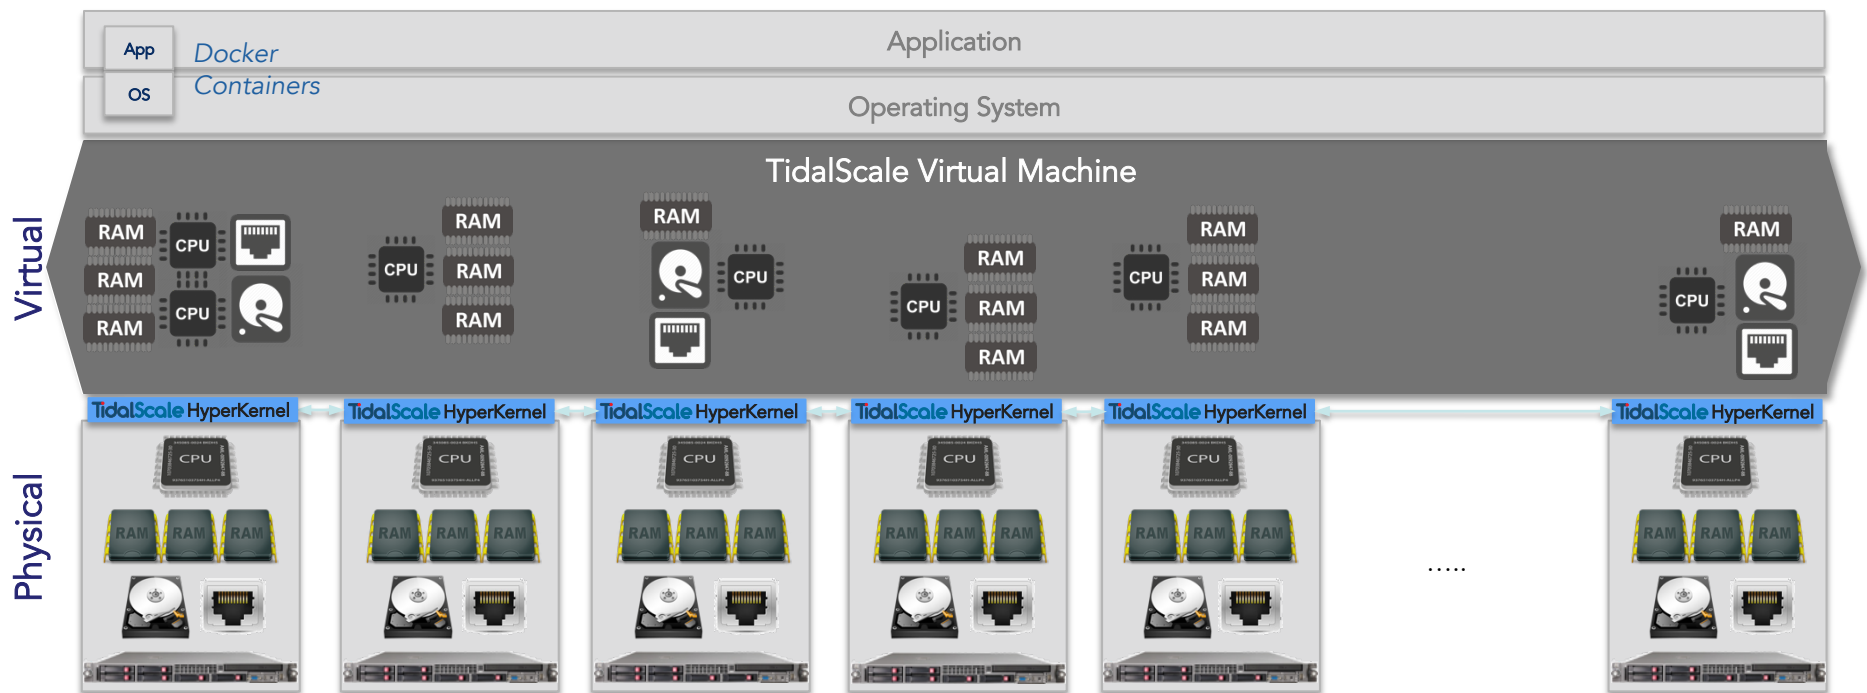 Application
App
Docker
Containers
OS
Operating System
TidalScale Virtual Machine
Virtual
RAM
RAM
RAM
CPU
CPU
CPU
RAM
RAM
RAM
RAM
CPU
CPU
RAM
RAM
RAM
CPU
RAM
RAM
RAM
RAM
CPU
TidalScale HyperKernel
TidalScale HyperKernel
TidalScale HyperKernel
TidalScale HyperKernel
TidalScale HyperKernel
TidalScale HyperKernel
Physical
CPU
CPU
CPU
CPU
CPU
CPU
RAM RAM RAM
RAM RAM RAM
RAM RAM RAM
RAM RAM RAM
RAM RAM RAM
RAM RAM RAM
.....